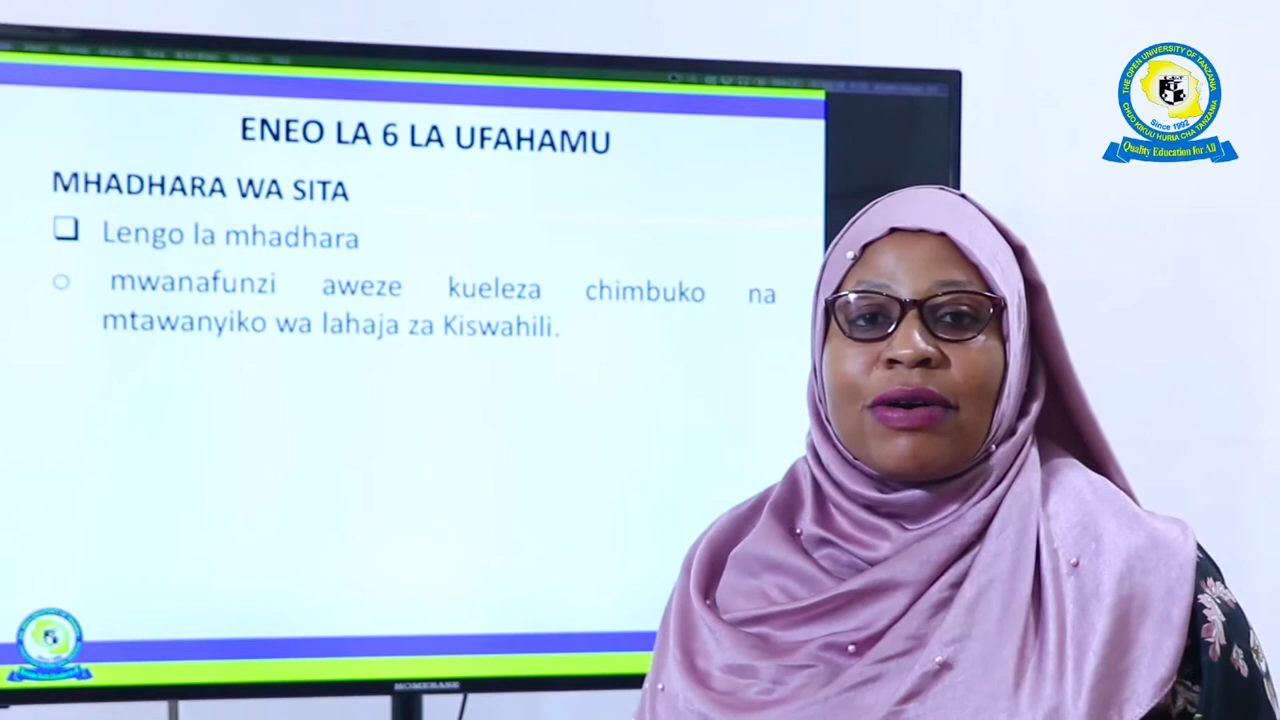 ENEO LA 6 LA UFAHAMU
MHADHARA WA SITA
Lengo la mhadhara
mwanafunzi aweze kueleza chimbuko na
mtawanyiko wa lahaja za Kiswahili.
THE OPEN UNIVERSITY OF TANZANIA
CHUO KIKUU HURIA CHA TANZANIA
Since 1992
Quality Education for All
HOMEBASE